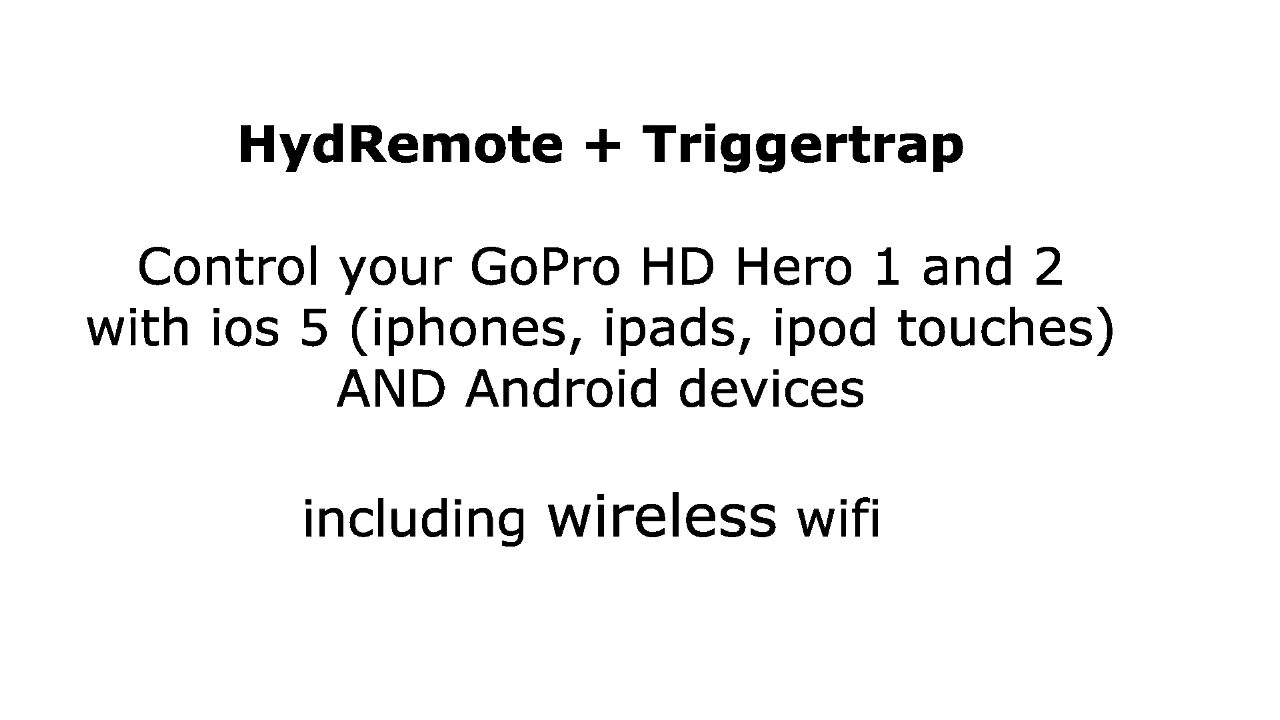 HydRemote + Triggertrap
Control your GoPro HD Hero 1 and 2
with ios 5 (iphones, ipads, ipod touches)
AND Android devices
including wireless wifi